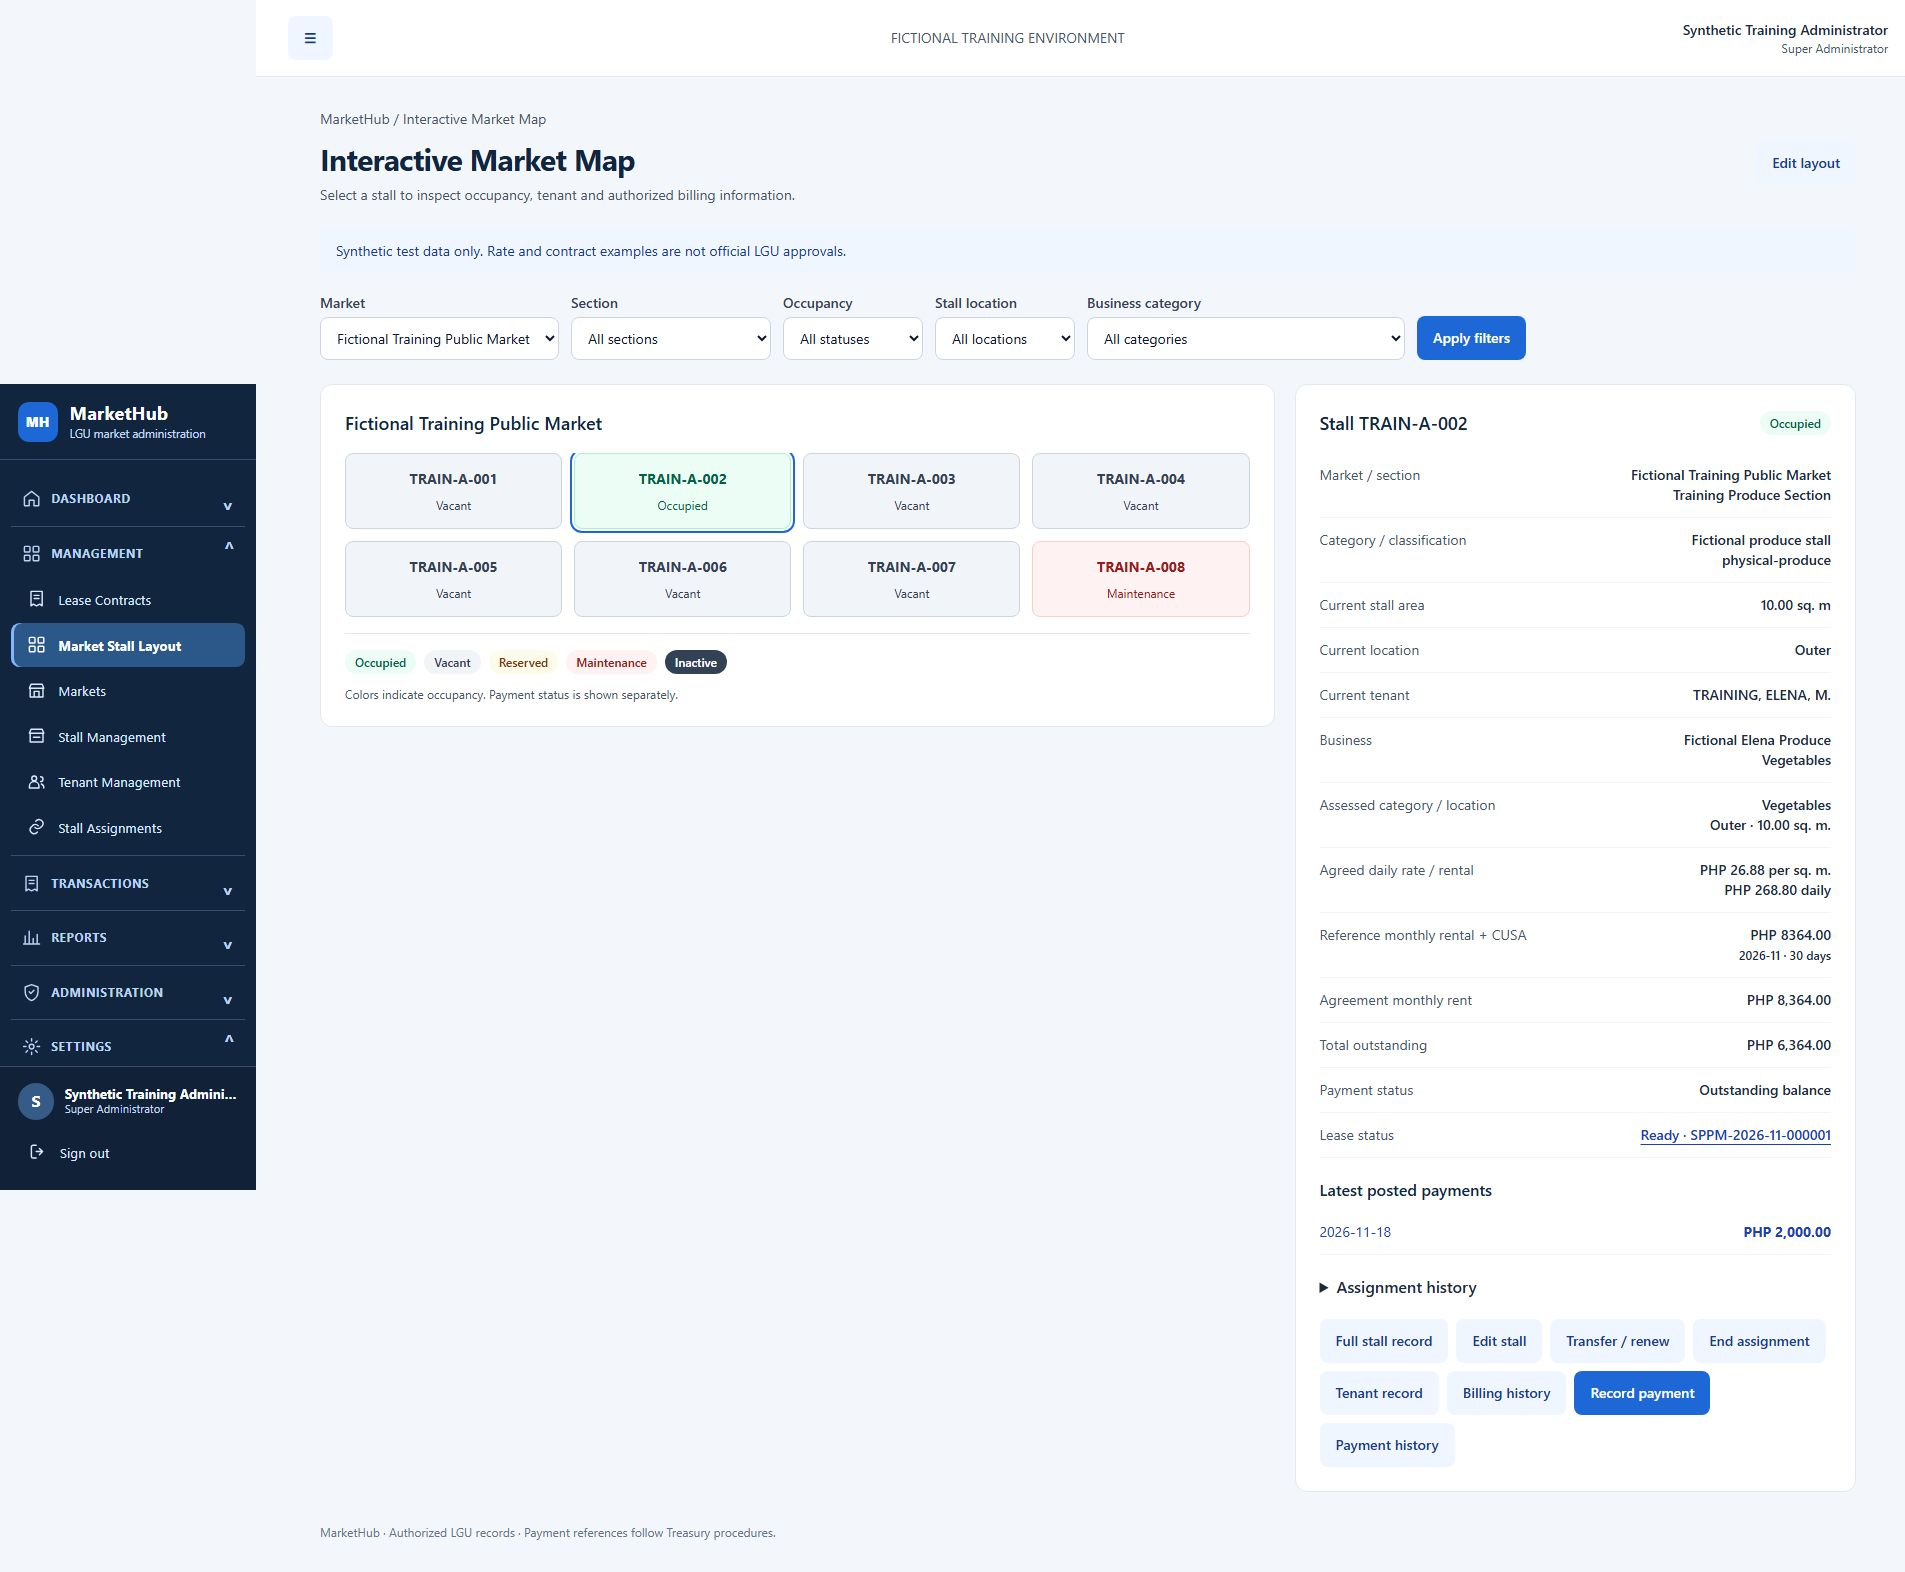 ☰
FICTIONAL TRAINING ENVIRONMENT
Synthetic Training Administrator
Super Administrator
MarketHub / Interactive Market Map
Interactive Market Map
Edit layout
Select a stall to inspect occupancy, tenant and authorized billing information.
Synthetic test data only. Rate and contract examples are not official LGU approvals.
Market
Section
Occupancy
Stall location
Business category
Fictional Training Public Market
All sections
All statuses
All locations
All categories
Apply filters
MH
MarketHub
LGU market administration
DASHBOARD
MANAGEMENT
Lease Contracts
Market Stall Layout
Markets
Stall Management
Tenant Management
Stall Assignments
TRANSACTIONS
REPORTS
ADMINISTRATION
SETTINGS
S
Synthetic Training Admini...
Super Administrator
Sign out
Fictional Training Public Market
TRAIN-A-001
Vacant
TRAIN-A-002
Occupied
TRAIN-A-003
Vacant
TRAIN-A-004
Vacant
TRAIN-A-005
Vacant
TRAIN-A-006
Vacant
TRAIN-A-007
Vacant
TRAIN-A-008
Maintenance
Occupied
Vacant
Reserved
Maintenance
Inactive
Colors indicate occupancy. Payment status is shown separately.
Stall TRAIN-A-002
Occupied
Market / section
Fictional Training Public Market
Training Produce Section
Category / classification
Fictional produce stall
physical-produce
Current stall area
10.00 sq. m
Current location
Outer
Current tenant
TRAINING, ELENA, M.
Business
Fictional Elena Produce
Vegetables
Assessed category / location
Vegetables
Outer · 10.00 sq. m.
Agreed daily rate / rental
PHP 26.88 per sq. m.
PHP 268.80 daily
Reference monthly rental + CUSA
PHP 8364.00
2026-11 · 30 days
Agreement monthly rent
PHP 8,364.00
Total outstanding
PHP 6,364.00
Payment status
Outstanding balance
Lease status
Ready · SPPM-2026-11-000001
Latest posted payments
2026-11-18
PHP 2,000.00
Assignment history
Full stall record
Edit stall
Transfer / renew
End assignment
Tenant record
Billing history
Record payment
Payment history
MarketHub · Authorized LGU records · Payment references follow Treasury procedures.